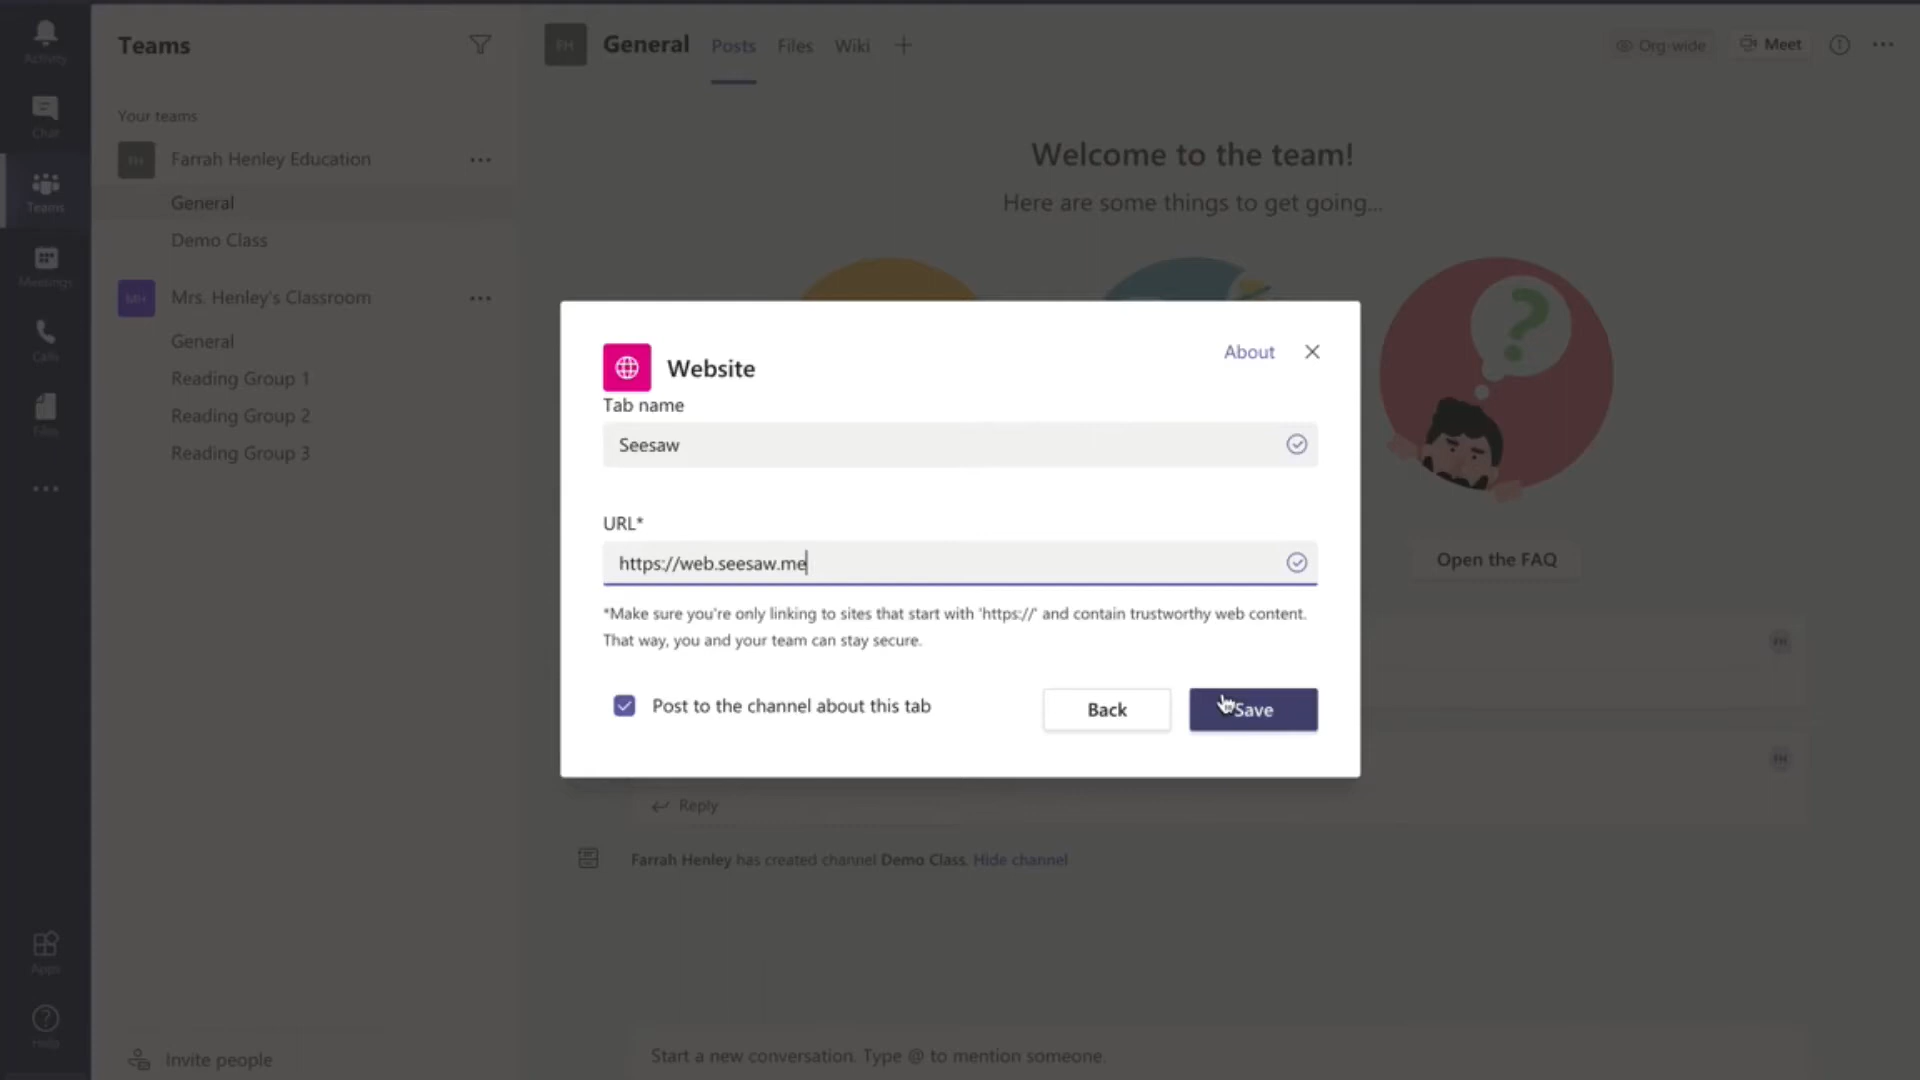 Activity
Chat
Teams
Meetings
Calls
Files
Apps
Help
Teams
Your teams
FH Farrah Henley Education
General
Demo Class
MH Mrs. Henley's Classroom
General
Reading Group 1
Reading Group 2
Reading Group 3
Invite people
FH General Posts Files Wiki
Org-wide Meet
Welcome to the team!
Here are some things to get going...
Open the FAQ
Website
About
Tab name
Seesaw
URL*
https://web.seesaw.me
*Make sure you're only linking to sites that start with 'https://' and contain trustworthy web content.
That way, you and your team can stay secure.
Post to the channel about this tab
Back
Save
FH
FH
Reply
Farrah Henley has created channel Demo Class. Hide channel
Start a new conversation. Type @ to mention someone.